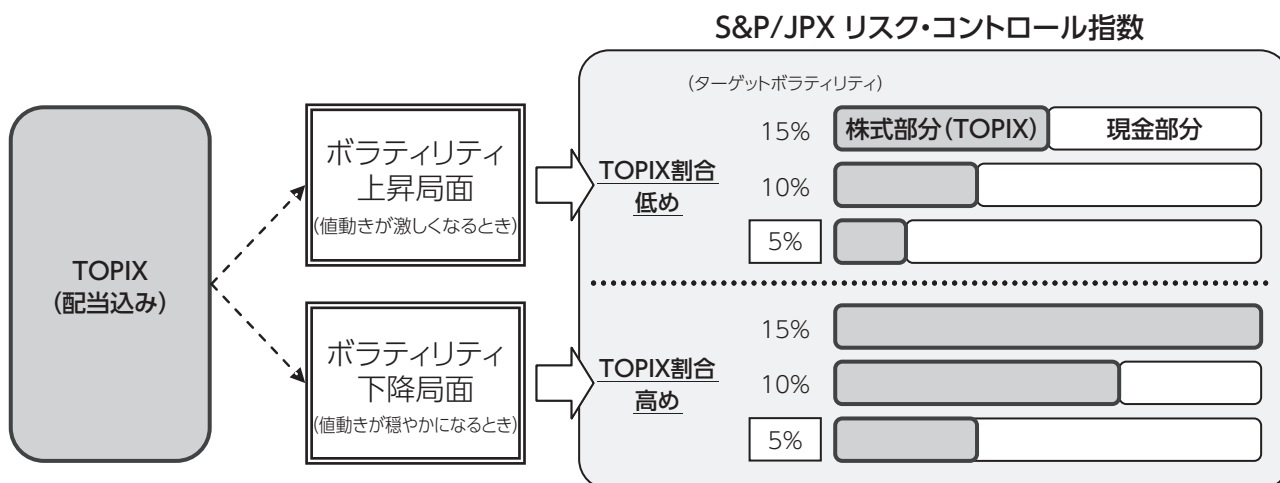 S&P/JPX リスク・コントロール指数
TOPIX
(配当込み)
ボラティリティ
上昇局面
(値動きが激しくなるとき)
ボラティリティ
下降局面
(値動きが穏やかになるとき)
(ターゲットボラティリティ)
TOPIX割合
低め
15%
株式部分(TOPIX)
現金部分
10%
5%
TOPIX割合
高め
15%
10%
5%